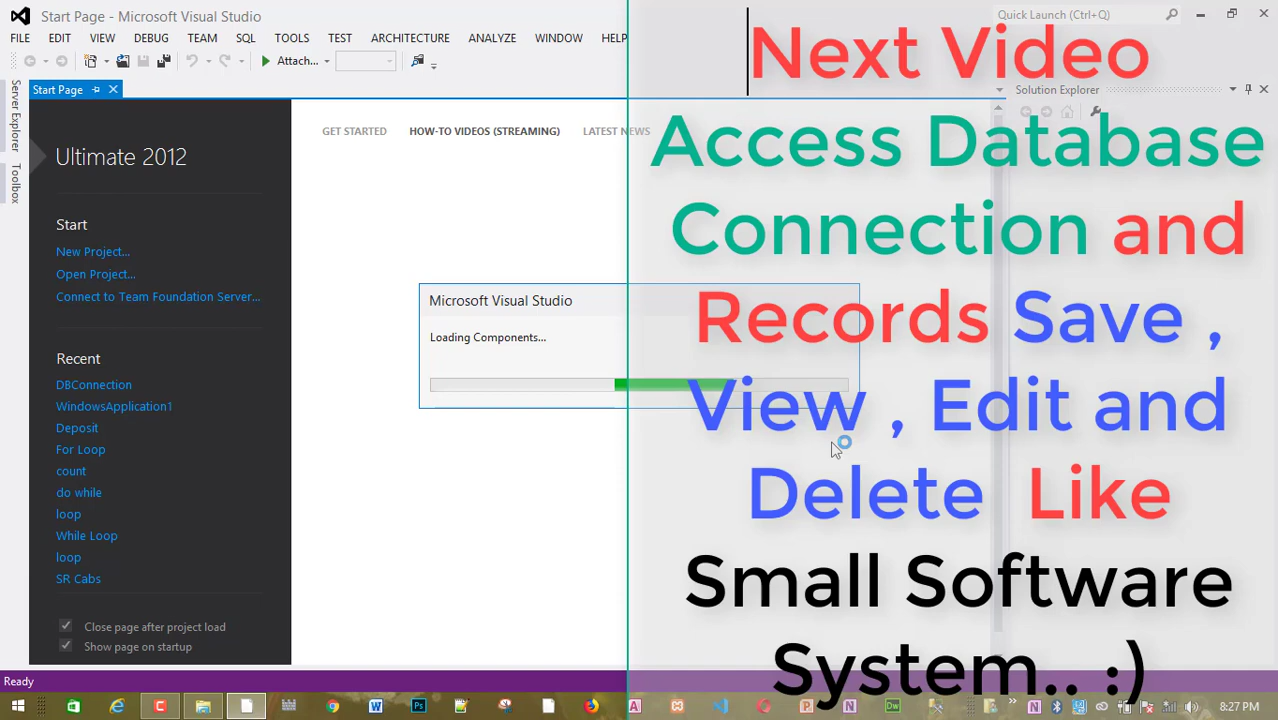 Start Page - Microsoft Visual Studio
Quick Launch (Ctrl+Q)
FILE EDIT VIEW DEBUG TEAM SQL TOOLS TEST ARCHITECTURE ANALYZE WINDOW HELP
Attach...
Next Video
Start Page
Solution Explorer
Server Explorer
Toolbox
GET STARTED HOW-TO VIDEOS (STREAMING) LATEST NEWS
Access Database
Connection and
Records Save ,
View , Edit and
Delete Like
Small Software
System.. :)
Ultimate 2012
Start
New Project...
Open Project...
Connect to Team Foundation Server...
Microsoft Visual Studio
Loading Components...
Recent
DBConnection
WindowsApplication1
Deposit
For Loop
count
do while
loop
While Loop
loop
SR Cabs
Close page after project load
Show page on startup
Ready
8:27 PM